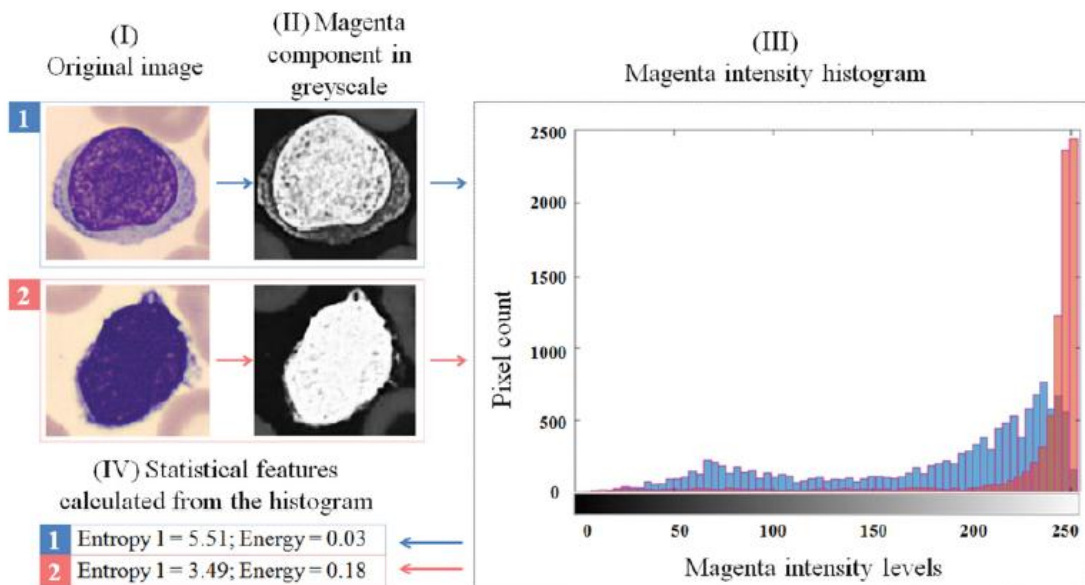 (I)
Original image
(II) Magenta
component in
greyscale
(III)
Magenta intensity histogram
1
2
2500
2000
1500
1000
500
0
Pixel count
0 50 100 150 200 250
Magenta intensity levels
(IV) Statistical features
calculated from the histogram
1 Entropy 1 = 5.51; Energy = 0.03
2 Entropy 1 = 3.49; Energy = 0.18